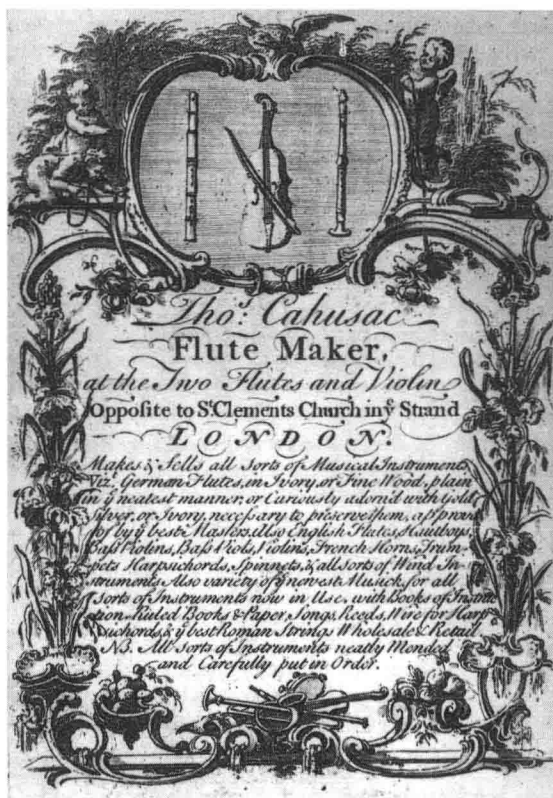 Tho.ˢ Cahusac
Flute Maker,
at the Two Flutes and Violin
Opposite to S.ᵗ Clements Church in yᵉ Strand
LONDON.
Makes & Sells all Sorts of Musical Instruments
Viz.ᵗ German Flutes, in Ivory, or Fine Wood, plain
in yᵉ neatest manner, or Curiously adorn'd with Gold,
Silver, or Ivory, necessary to preserve them, approv'd
of by yᵉ best Masters, also English Flutes, Hautboys,
Bass Violins, Bass Viols, Violins, French Horns, Trum-
pets Harpsichords, Spinnets, & all sorts of Wind In-
struments, Also variety of yᵉ newest Musick, for all
Sorts of Instruments now in Use, with Books of Instruc-
tion, Ruled Books & Paper, Songs, Reeds, Wire for Harp-
sichords, & yᵉ best Roman Strings Wholesale & Retail
NB. All Sorts of Instruments neatly Mended
and Carefully put in Order.